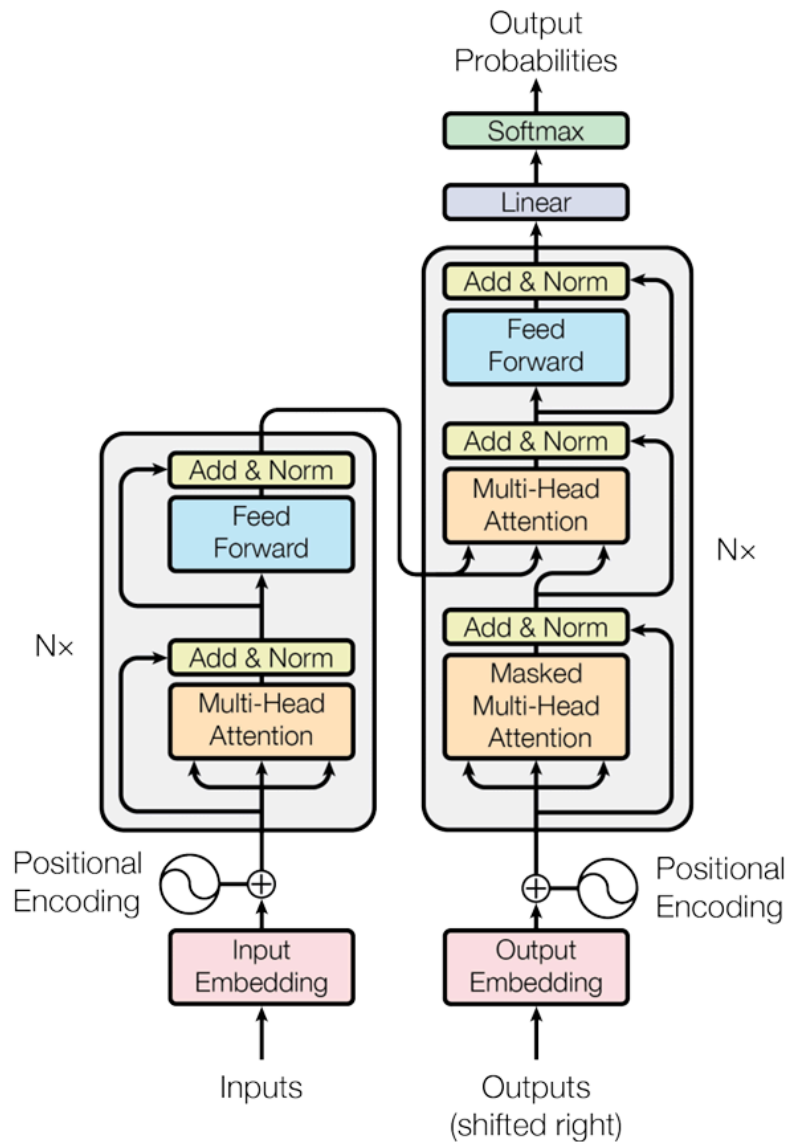 Output
Probabilities
Softmax
Linear
Add & Norm
Feed
Forward
Add & Norm
Multi-Head
Attention
Add & Norm
Masked
Multi-Head
Attention
N×
Add & Norm
Feed
Forward
Add & Norm
Multi-Head
Attention
N×
Positional
Encoding
Positional
Encoding
Input
Embedding
Output
Embedding
Inputs
Outputs
(shifted right)